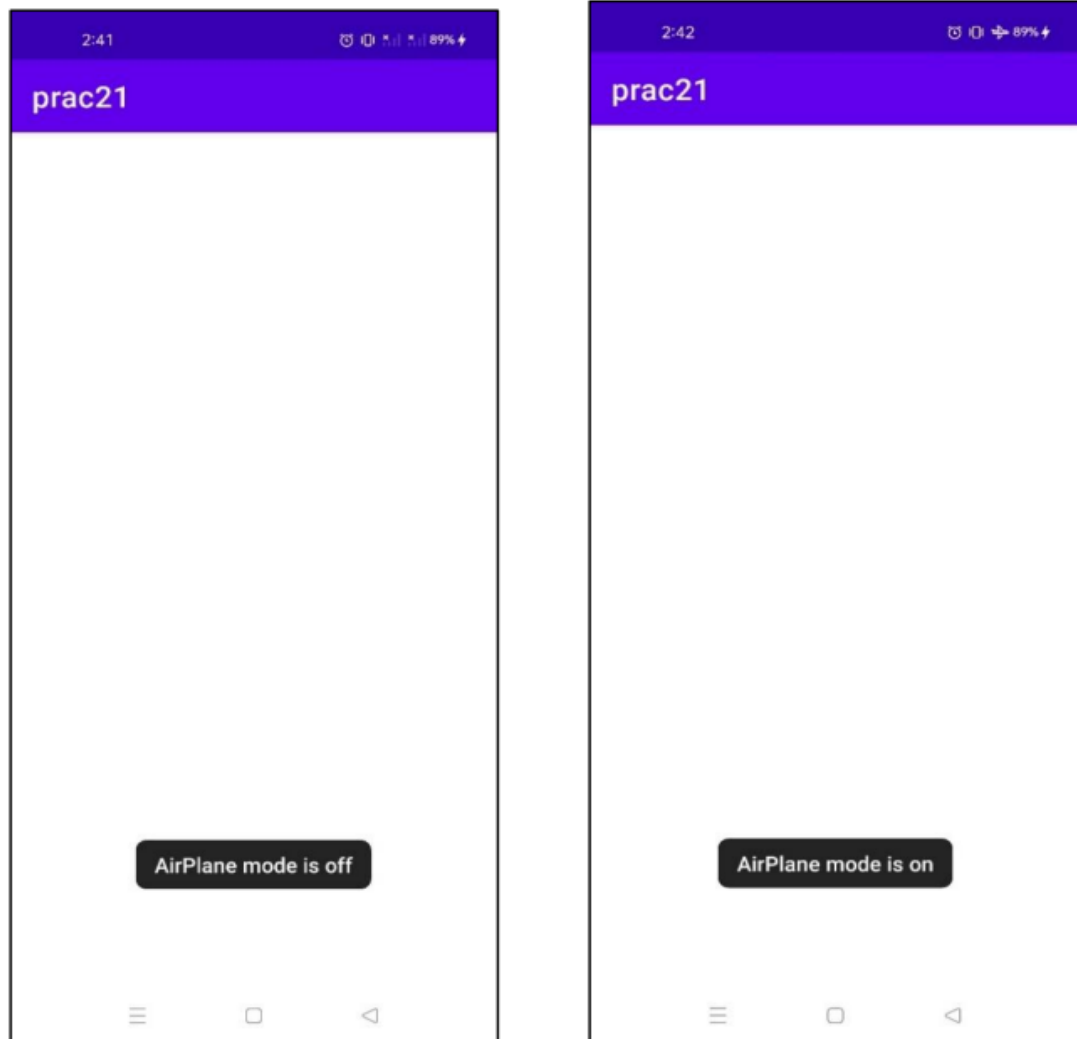 2:41
89%
prac21
AirPlane mode is off
2:42
89%
prac21
AirPlane mode is on